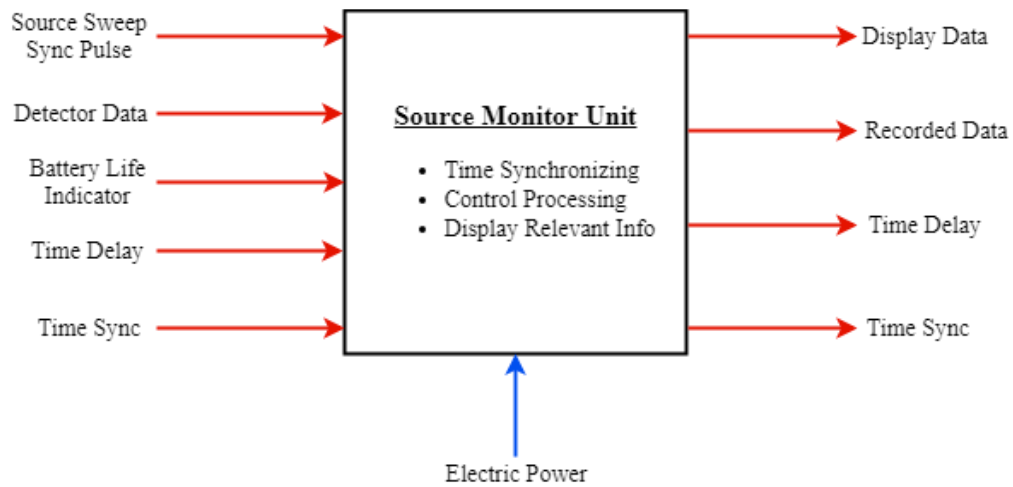 Source Sweep
Sync Pulse
Detector Data
Battery Life
Indicator
Time Delay
Time Sync
Source Monitor Unit
• Time Synchronizing
• Control Processing
• Display Relevant Info
Display Data
Recorded Data
Time Delay
Time Sync
Electric Power